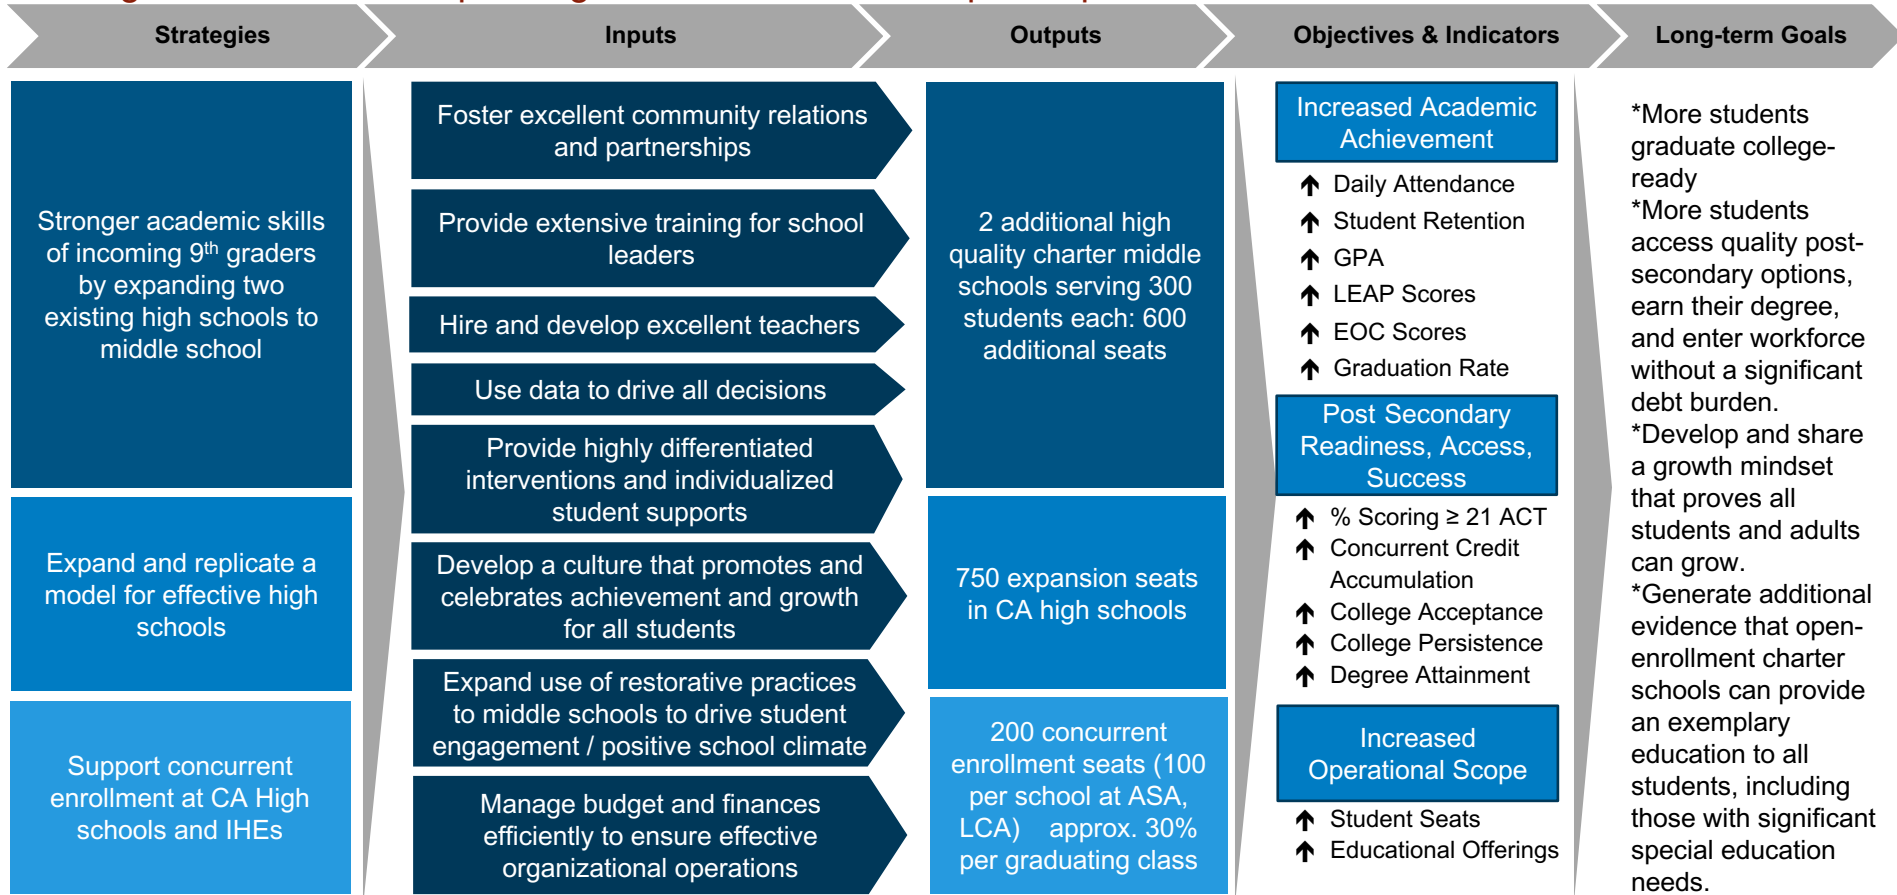 Strategies
Inputs
Outputs
Objectives & Indicators
Long-term Goals
Stronger academic skills
of incoming 9th graders
by expanding two
existing high schools to
middle school
Expand and replicate a
model for effective high
schools
Support concurrent
enrollment at CA High
schools and IHEs
Foster excellent community relations
and partnerships
Provide extensive training for school
leaders
Hire and develop excellent teachers
Use data to drive all decisions
Provide highly differentiated
interventions and individualized
student supports
Develop a culture that promotes and
celebrates achievement and growth
for all students
Expand use of restorative practices
to middle schools to drive student
engagement / positive school climate
Manage budget and finances
efficiently to ensure effective
organizational operations
2 additional high
quality charter middle
schools serving 300
students each: 600
additional seats
750 expansion seats
in CA high schools
200 concurrent
enrollment seats (100
per school at ASA,
LCA) approx. 30%
per graduating class
Increased Academic
Achievement
Daily Attendance
Student Retention
GPA
LEAP Scores
EOC Scores
Graduation Rate
Post Secondary
Readiness, Access,
Success
% Scoring ≥ 21 ACT
Concurrent Credit
Accumulation
College Acceptance
College Persistence
Degree Attainment
Increased
Operational Scope
Student Seats
Educational Offerings
*More students
graduate college-
ready
*More students
access quality post-
secondary options,
earn their degree,
and enter workforce
without a significant
debt burden.
*Develop and share
a growth mindset
that proves all
students and adults
can grow.
*Generate additional
evidence that open-
enrollment charter
schools can provide
an exemplary
education to all
students, including
those with significant
special education
needs.